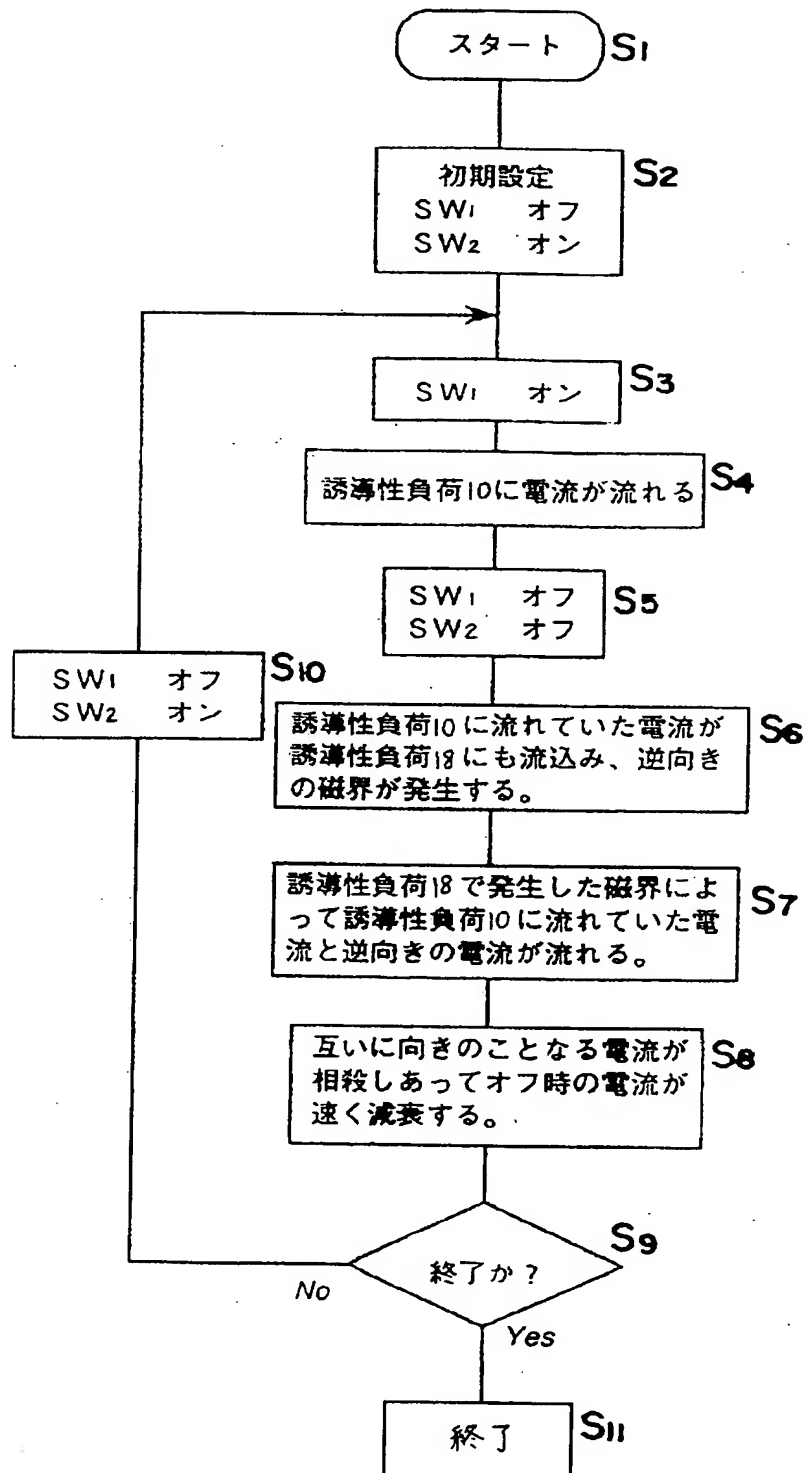 スタート S1
初期設定 S2
SW1 オフ
SW2 オン
SW1 オン S3
誘導性負荷10に電流が流れる S4
SW1 オフ S5
SW2 オフ
SW1 オフ S10
SW2 オン
誘導性負荷10に流れていた電流が S6
誘導性負荷18にも流込み、逆向き
の磁界が発生する。
誘導性負荷18で発生した磁界によ S7
って誘導性負荷10に流れていた電
流と逆向きの電流が流れる。
互いに向きのことなる電流が S8
相殺しあってオフ時の電流が
速く減衰する。
終了か? S9
No
Yes
終了 S11